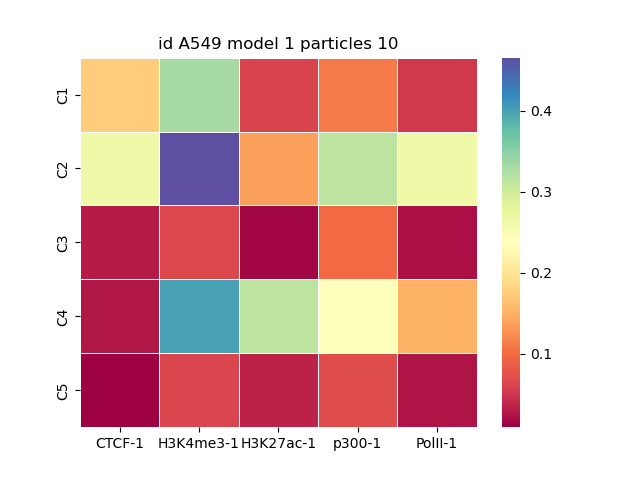 id A549 model 1 particles 10
C1
C2
C3
C4
C5
CTCF-1 H3K4me3-1 H3K27ac-1 p300-1 PolII-1
0.4
0.3
0.2
0.1